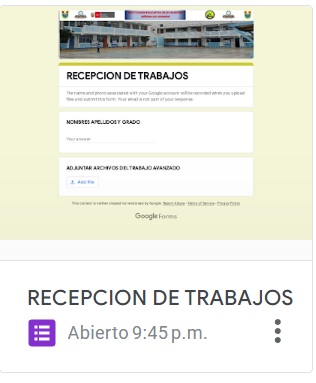 RECEPCION DE TRABAJOS
The name and photo associated with your Google account will be recorded when you upload
files and submit this form. Your email is not part of your response.
NOMBRES APELLIDOS Y GRADO
Your answer
ADJUNTAR ARCHIVOS DEL TRABAJO AVANZADO
Add file
This content is neither created nor endorsed by Google. Report Abuse - Terms of Service - Privacy Policy
Google Forms
RECEPCION DE TRABAJOS
Abierto 9:45 p.m.